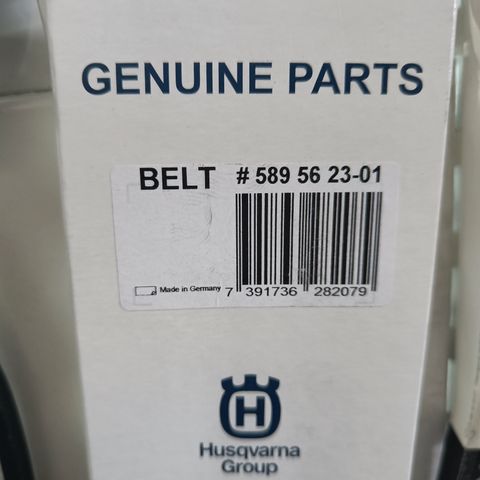 GENUINE PARTS
BELT # 589 56 23-01
Made in Germany 7 391736 282079
H
Husqvarna
Group